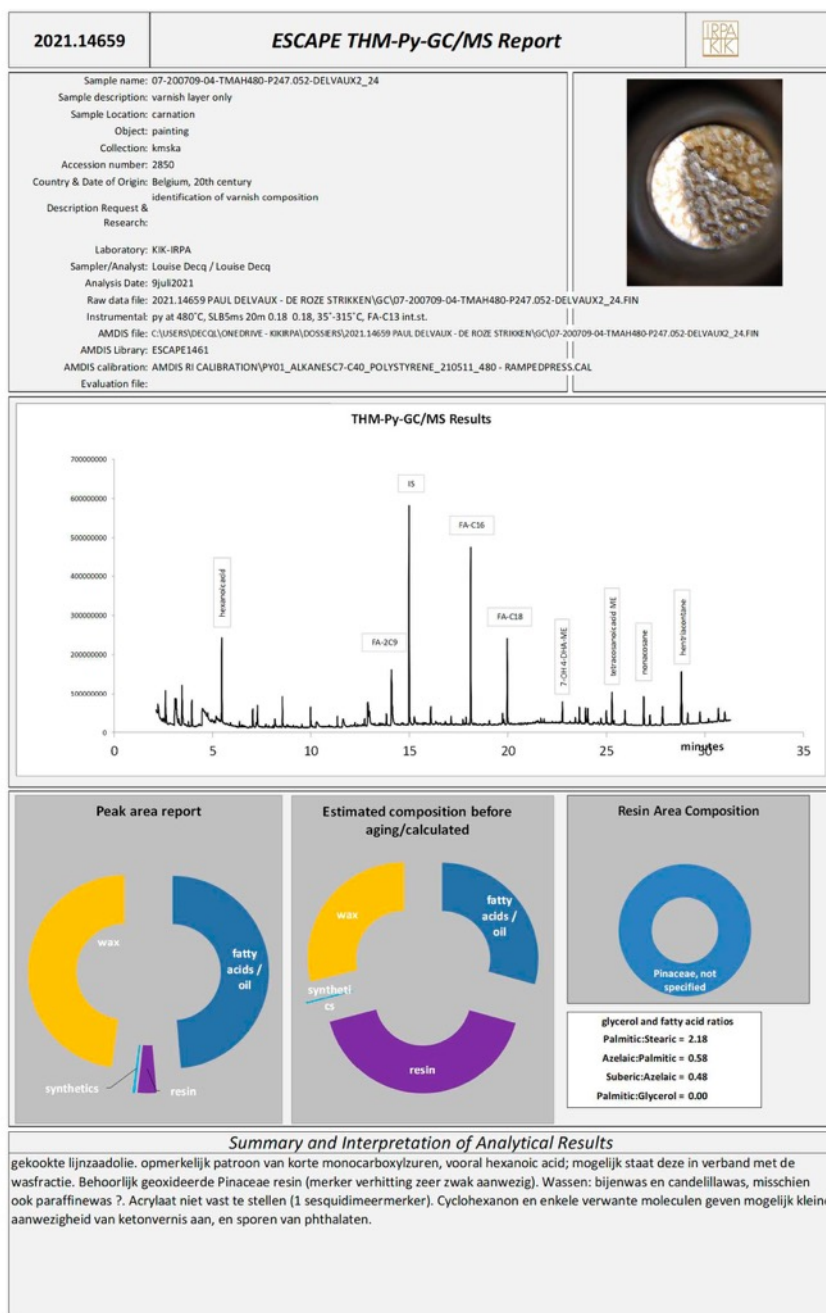 2021.14659
ESCAPE THM-Py-GC/MS Report
IRPA
KIK
Sample name: 07-200709-04-TMAH480-P247.052-DELVAUX2_24
Sample description: varnish layer only
Sample Location: carnation
Object: painting
Collection: kmska
Accession number: 2850
Country & Date of Origin: Belgium, 20th century
identification of varnish composition
Description Request &
Research:
Laboratory: KIK-IRPA
Sampler/Analyst: Louise Decq / Louise Decq
Analysis Date: 9juli2021
Raw data file: 2021.14659 PAUL DELVAUX - DE ROZE STRIKKEN\GC\07-200709-04-TMAH480-P247.052-DELVAUX2_24.FIN
Instrumental: py at 480˚C, SLB5ms 20m 0.18 0.18, 35˚-315˚C, FA-C13 int.st.
AMDIS file: C:\USERS\DECQL\ONEDRIVE - KIKIRPA\DOSSIERS\2021.14659 PAUL DELVAUX - DE ROZE STRIKKEN\GC\07-200709-04-TMAH480-P247.052-DELVAUX2_24.FIN
AMDIS Library: ESCAPE1461
AMDIS calibration: AMDIS RI CALIBRATION\PY01_ALKANESC7-C40_POLYSTYRENE_210511_480 - RAMPEDPRESS.CAL
Evaluation file:
THM-Py-GC/MS Results
700000000
600000000
500000000
400000000
300000000
200000000
100000000
0
0 5 10 15 20 25 30 35
minutes
hexanoicacid
FA-2C9
IS
FA-C16
FA-C18
7-OH 4-DHA-ME
tetracosanoicacid ME
nonacosane
hentriacontane
Peak area report
wax
fatty
acids /
oil
synthetics
resin
Estimated composition before
aging/calculated
wax
fatty
acids /
oil
syntheti
cs
resin
Resin Area Composition
Pinaceae, not
specified
glycerol and fatty acid ratios
Palmitic:Stearic = 2.18
Azelaic:Palmitic = 0.58
Suberic:Azelaic = 0.48
Palmitic:Glycerol = 0.00
Summary and Interpretation of Analytical Results
gekookte lijnzaadolie. opmerkelijk patroon van korte monocarboxylzuren, vooral hexanoic acid; mogelijk staat deze in verband met de
wasfractie. Behoorlijk geoxideerde Pinaceae resin (merker verhitting zeer zwak aanwezig). Wassen: bijenwas en candelillawas, misschien
ook paraffinewas ?. Acrylaat niet vast te stellen (1 sesquidimeermerker). Cyclohexanon en enkele verwante moleculen geven mogelijk kleine
aanwezigheid van ketonvernis aan, en sporen van phthalaten.